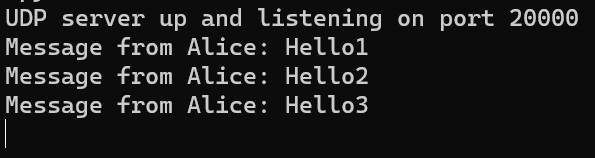 UDP server up and listening on port 20000
Message from Alice: Hello1
Message from Alice: Hello2
Message from Alice: Hello3